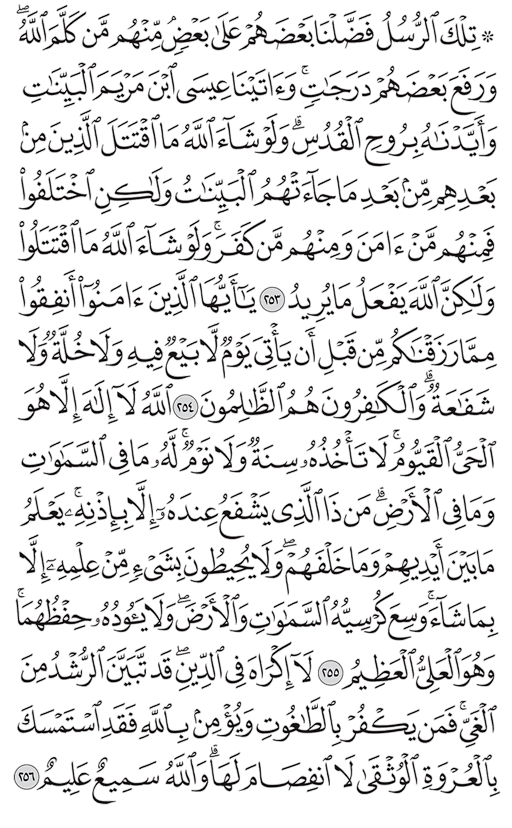 ۞ تِلۡكَ ٱلرُّسُلُ فَضَّلۡنَا بَعۡضَهُمۡ عَلَىٰ بَعۡضٖۘ مِّنۡهُم مَّن كَلَّمَ ٱللَّهُۖ
وَرَفَعَ بَعۡضَهُمۡ دَرَجَٰتٖۚ وَءَاتَيۡنَا عِيسَى ٱبۡنَ مَرۡيَمَ ٱلۡبَيِّنَٰتِ
وَأَيَّدۡنَٰهُ بِرُوحِ ٱلۡقُدُسِۗ وَلَوۡ شَآءَ ٱللَّهُ مَا ٱقۡتَتَلَ ٱلَّذِينَ مِنۢ
بَعۡدِهِم مِّنۢ بَعۡدِ مَا جَآءَتۡهُمُ ٱلۡبَيِّنَٰتُ وَلَٰكِنِ ٱخۡتَلَفُواْ
فَمِنۡهُم مَّنۡ ءَامَنَ وَمِنۡهُم مَّن كَفَرَۚ وَلَوۡ شَآءَ ٱللَّهُ مَا ٱقۡتَتَلُواْ
وَلَٰكِنَّ ٱللَّهَ يَفۡعَلُ مَا يُرِيدُ ٢٥٣ يَٰٓأَيُّهَا ٱلَّذِينَ ءَامَنُوٓاْ أَنفِقُواْ
مِمَّا رَزَقۡنَٰكُم مِّن قَبۡلِ أَن يَأۡتِيَ يَوۡمٞ لَّا بَيۡعٞ فِيهِ وَلَا خُلَّةٞ وَلَا
شَفَٰعَةٞۗ وَٱلۡكَٰفِرُونَ هُمُ ٱلظَّٰلِمُونَ ٢٥٤ ٱللَّهُ لَآ إِلَٰهَ إِلَّا هُوَ
ٱلۡحَيُّ ٱلۡقَيُّومُۚ لَا تَأۡخُذُهُۥ سِنَةٞ وَلَا نَوۡمٞۚ لَّهُۥ مَا فِي ٱلسَّمَٰوَٰتِ
وَمَا فِي ٱلۡأَرۡضِۗ مَن ذَا ٱلَّذِي يَشۡفَعُ عِندَهُۥٓ إِلَّا بِإِذۡنِهِۦۚ يَعۡلَمُ
مَا بَيۡنَ أَيۡدِيهِمۡ وَمَا خَلۡفَهُمۡۖ وَلَا يُحِيطُونَ بِشَيۡءٖ مِّنۡ عِلۡمِهِۦٓ إِلَّا
بِمَا شَآءَۚ وَسِعَ كُرۡسِيُّهُ ٱلسَّمَٰوَٰتِ وَٱلۡأَرۡضَۖ وَلَا يَـُٔودُهُۥ حِفۡظُهُمَاۚ
وَهُوَ ٱلۡعَلِيُّ ٱلۡعَظِيمُ ٢٥٥ لَآ إِكۡرَاهَ فِي ٱلدِّينِۖ قَد تَّبَيَّنَ ٱلرُّشۡدُ مِنَ
ٱلۡغَيِّۚ فَمَن يَكۡفُرۡ بِٱلطَّٰغُوتِ وَيُؤۡمِنۢ بِٱللَّهِ فَقَدِ ٱسۡتَمۡسَكَ
بِٱلۡعُرۡوَةِ ٱلۡوُثۡقَىٰ لَا ٱنفِصَامَ لَهَاۗ وَٱللَّهُ سَمِيعٌ عَلِيمٌ ٢٥٦